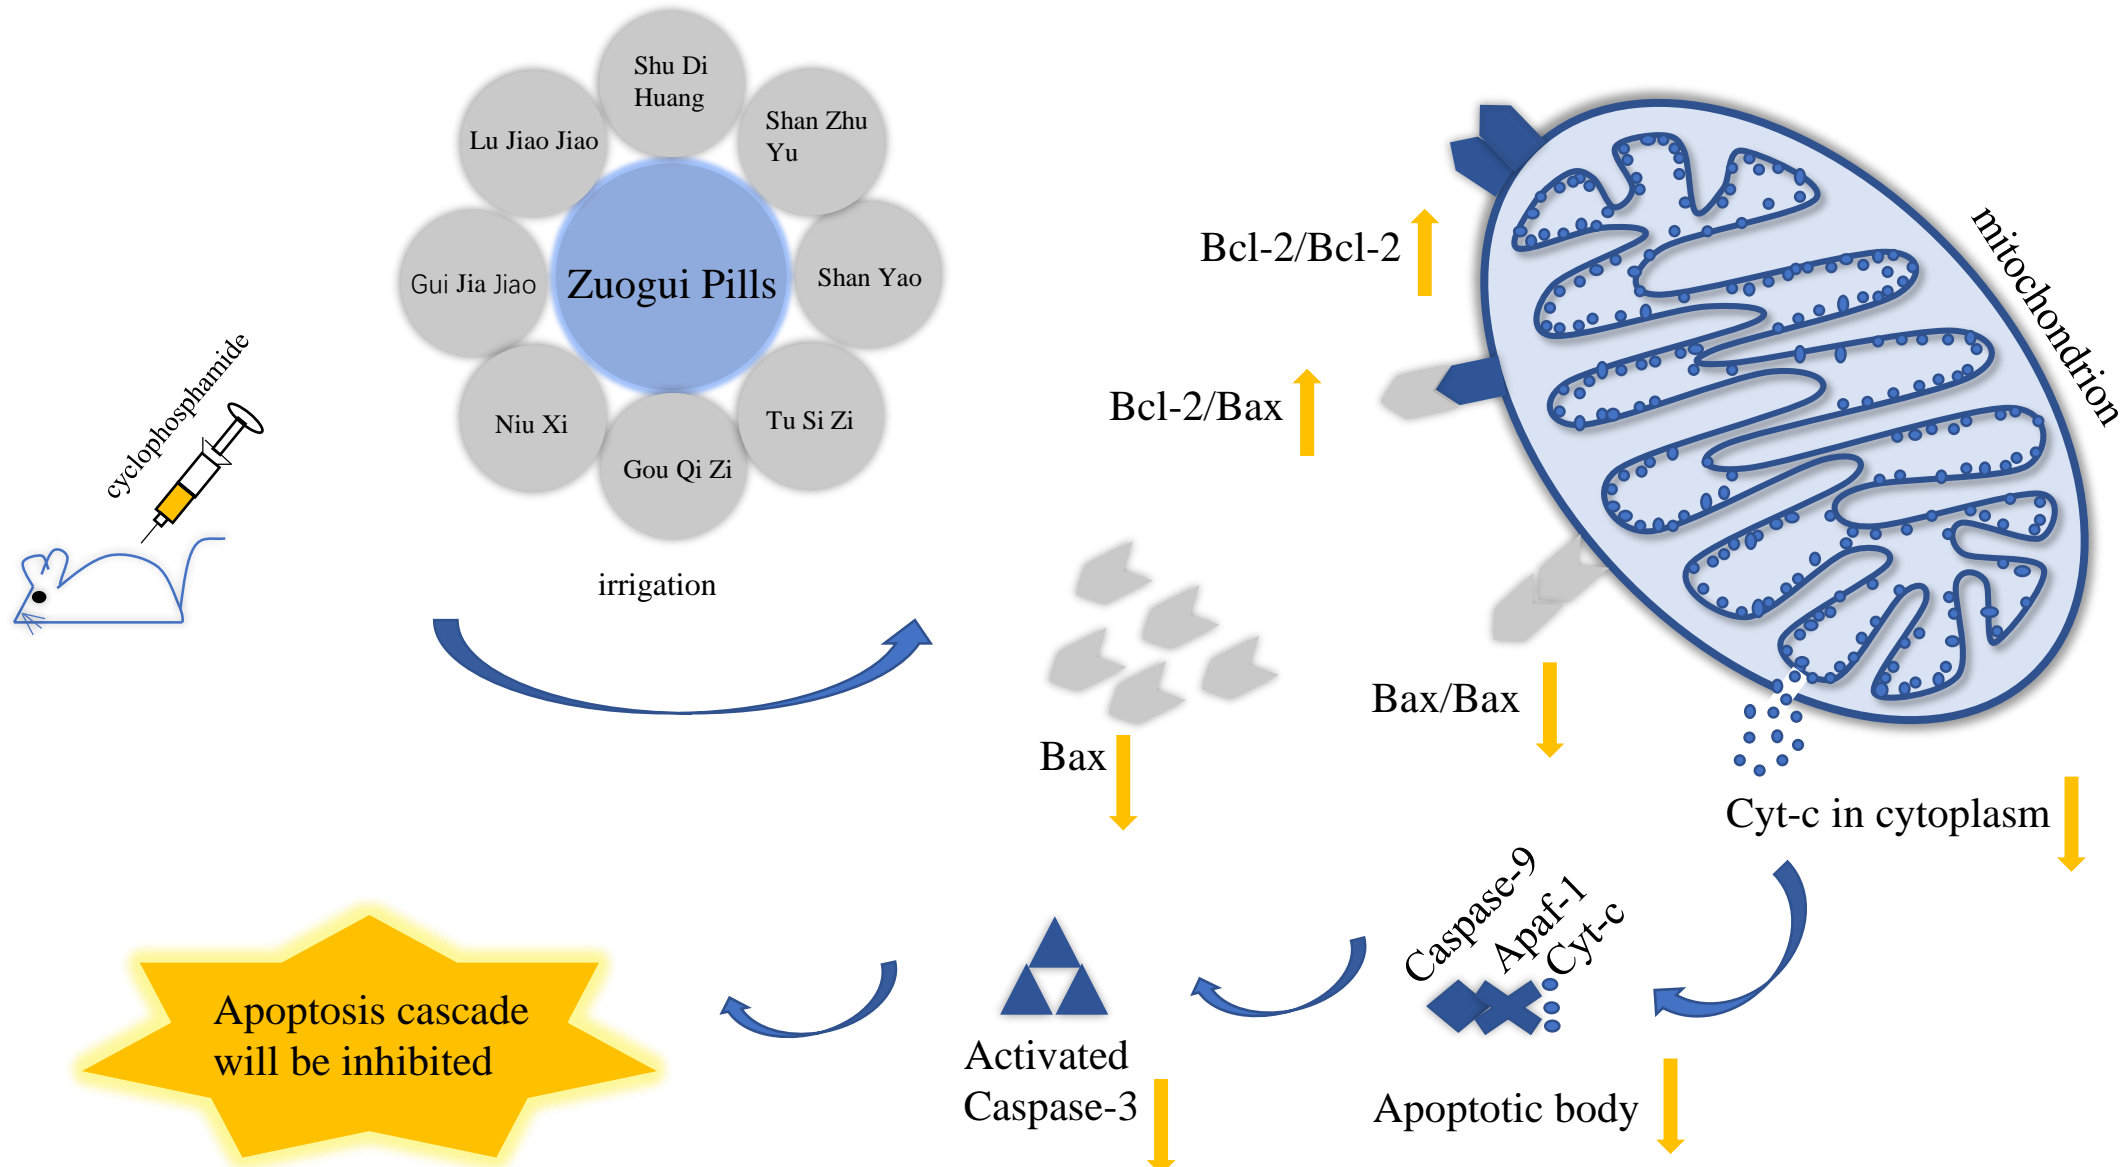 Shu Di
Huang
Shan Zhu
Yu
Lu Jiao Jiao
Zuogui Pills
Shan Yao
Gui Jia Jiao
Niu Xi
Tu Si Zi
Gou Qi Zi
cyclophosphamide
irrigation
Bcl-2/Bcl-2
Bcl-2/Bax
mitochondrion
Bax/Bax
Bax
Cyt-c in cytoplasm
Caspase-9
Apaf-1
Cyt-c
Apoptotic body
Activated
Caspase-3
Apoptosis cascade
will be inhibited